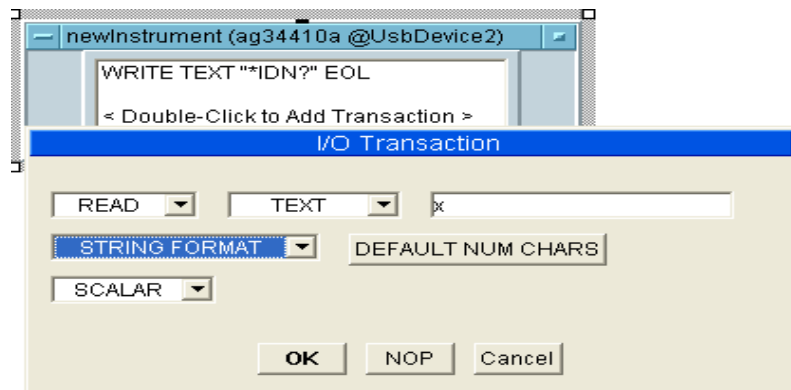 newInstrument (ag34410a @UsbDevice2)
WRITE TEXT "*IDN?" EOL
< Double-Click to Add Transaction >
I/O Transaction
READ TEXT x
STRING FORMAT DEFAULT NUM CHARS
SCALAR
OK NOP Cancel